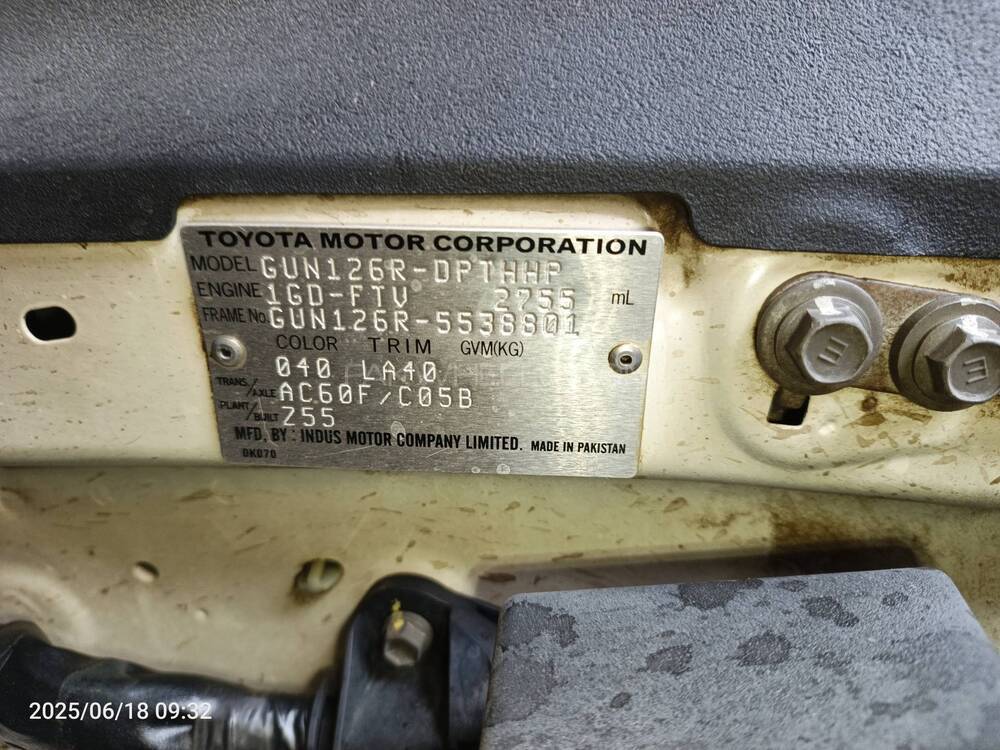 TOYOTA MOTOR CORPORATION
MODEL GUN126R-DPTHHP
ENGINE 1GD-FTV 2755 mL
FRAME No. GUN126R-5538801
COLOR TRIM GVM(KG)
040 LA40
TRANS./AXLE AC60F/C05B
PLANT/BUILT Z55
MFD. BY : INDUS MOTOR COMPANY LIMITED. MADE IN PAKISTAN
0K070
2025/06/18 09:32